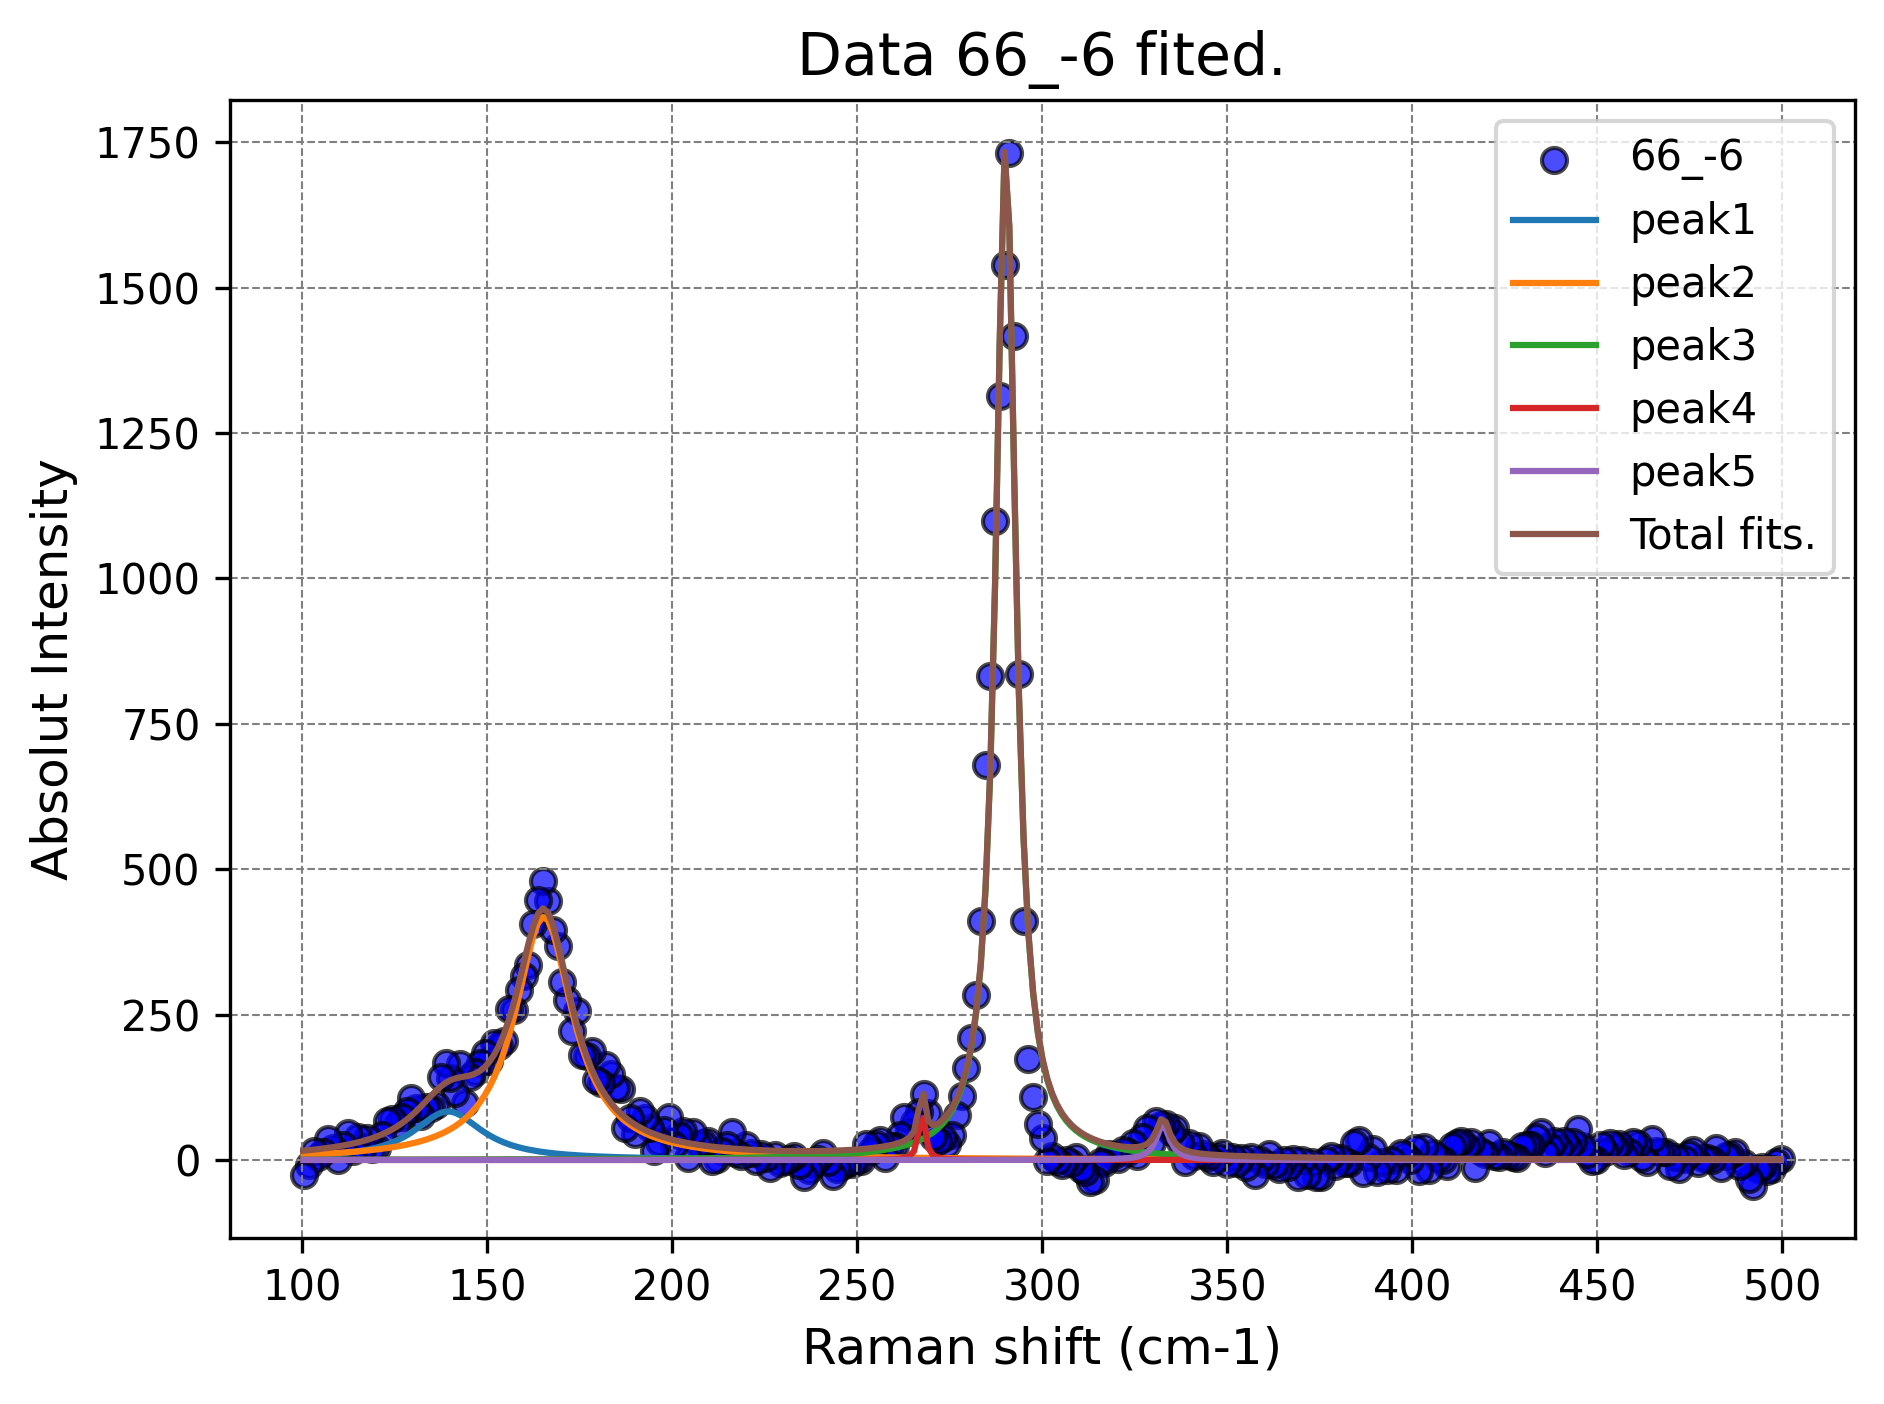 Data 66_-6 fited.
Absolut Intensity
1750
1500
1250
1000
750
500
250
0
66_-6
peak1
peak2
peak3
peak4
peak5
Total fits.
100 150 200 250 300 350 400 450 500
Raman shift (cm-1)